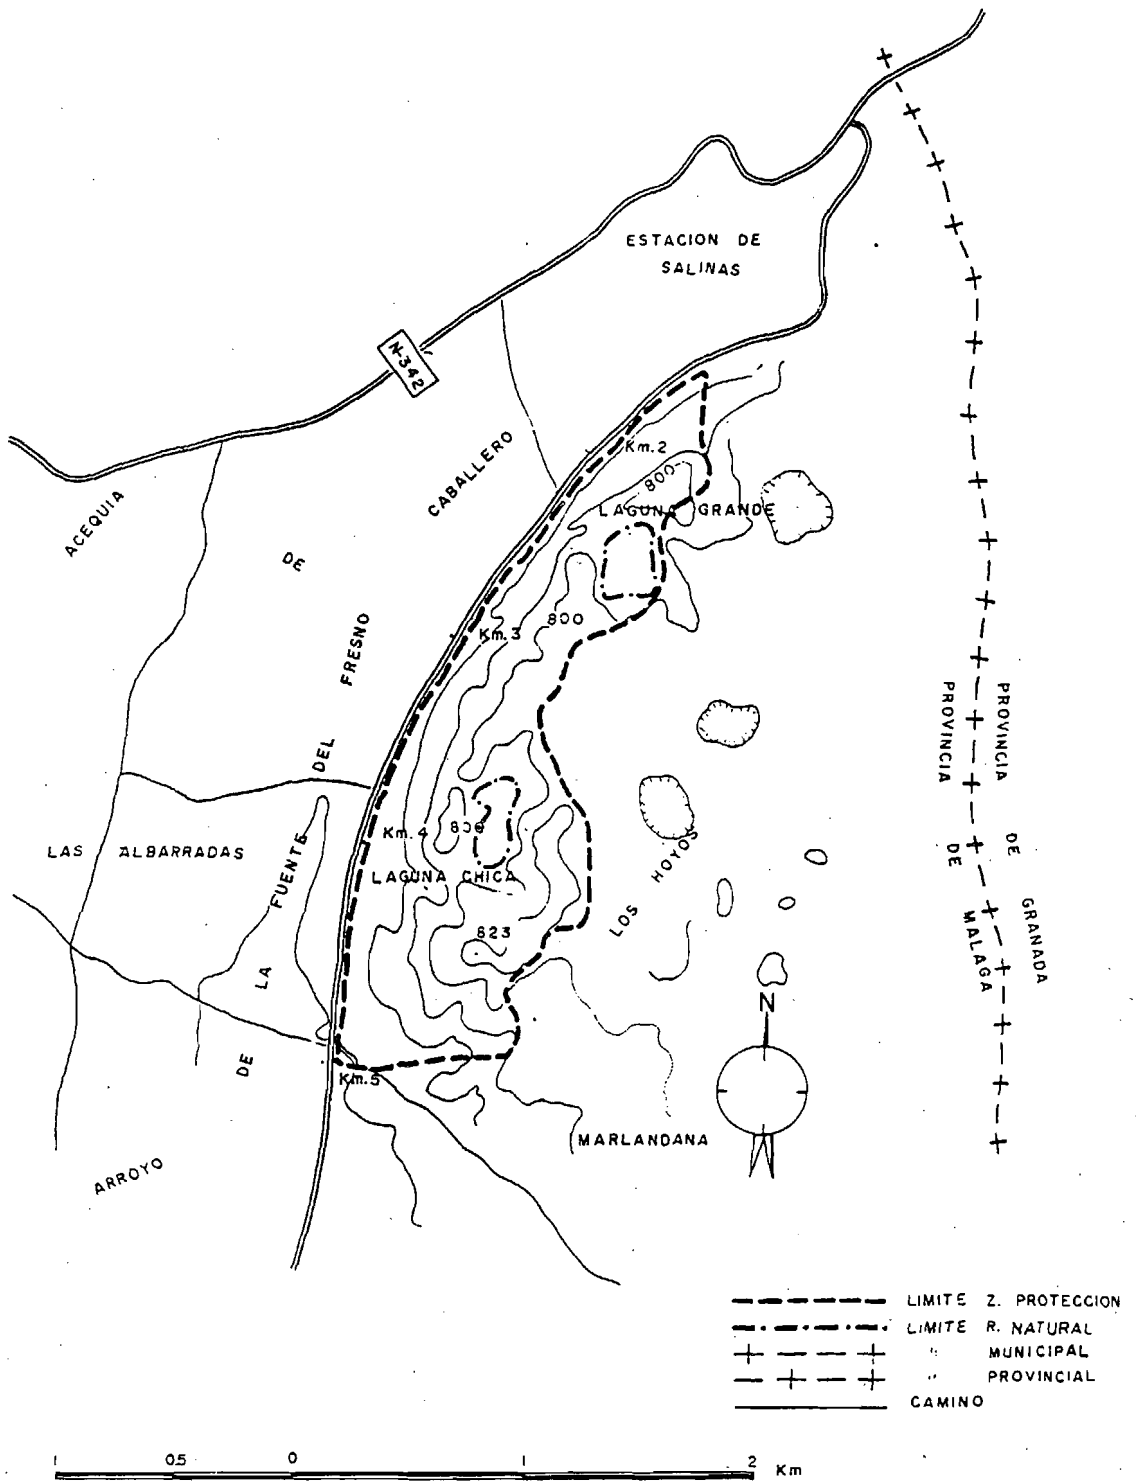 ESTACION DE
SALINAS
N-342
Km.2
800
LAGUNA GRANDE
ACEQUIA
DE
CABALLERO
Km.3
800
FRESNO
DEL
FUENTE
LA
DE
ARROYO
LAS ALBARRADAS
Km.4
800
LAGUNA CHICA
823
LOS HOYOS
Km.5
MARLANDANA
PROVINCIA DE GRANADA
PROVINCIA DE MALAGA
N
LIMITE Z. PROTECCION
LIMITE R. NATURAL
" MUNICIPAL
" PROVINCIAL
CAMINO
1 0.5 0 1 2 Km